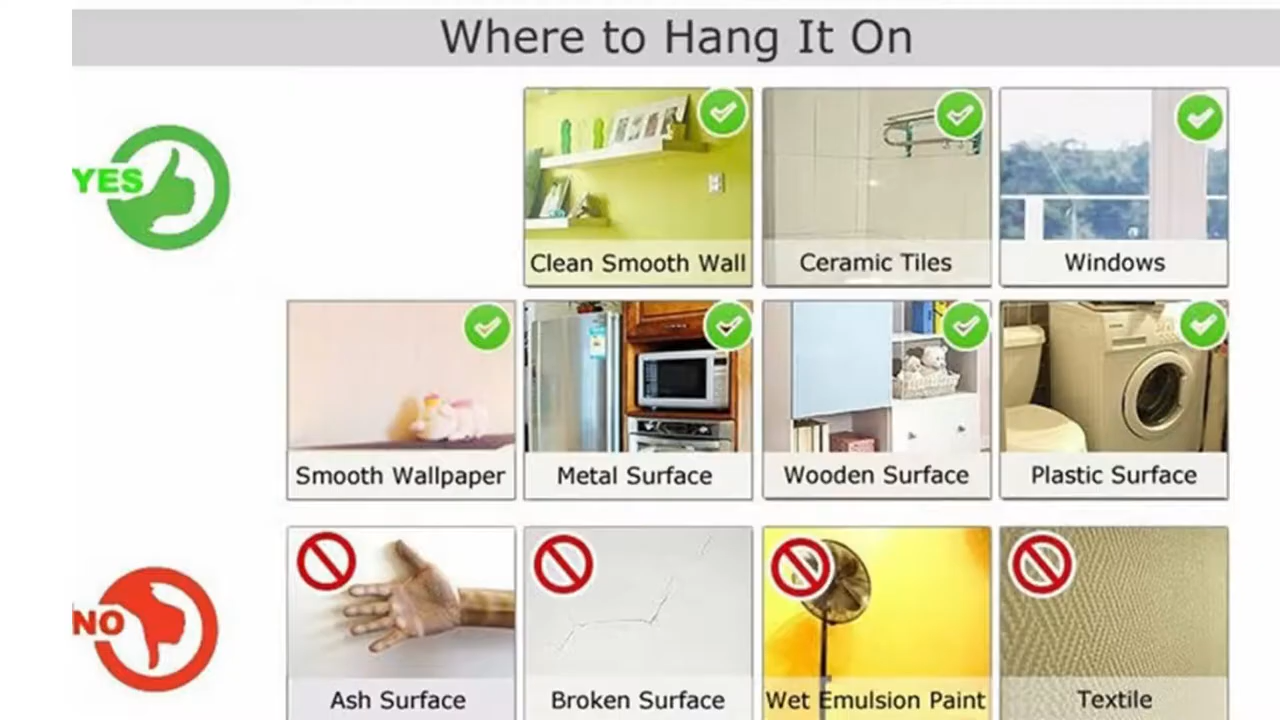 Where to Hang It On
YES
Clean Smooth Wall
Ceramic Tiles
Windows
Smooth Wallpaper
Metal Surface
Wooden Surface
Plastic Surface
NO
Ash Surface
Broken Surface
Wet Emulsion Paint
Textile